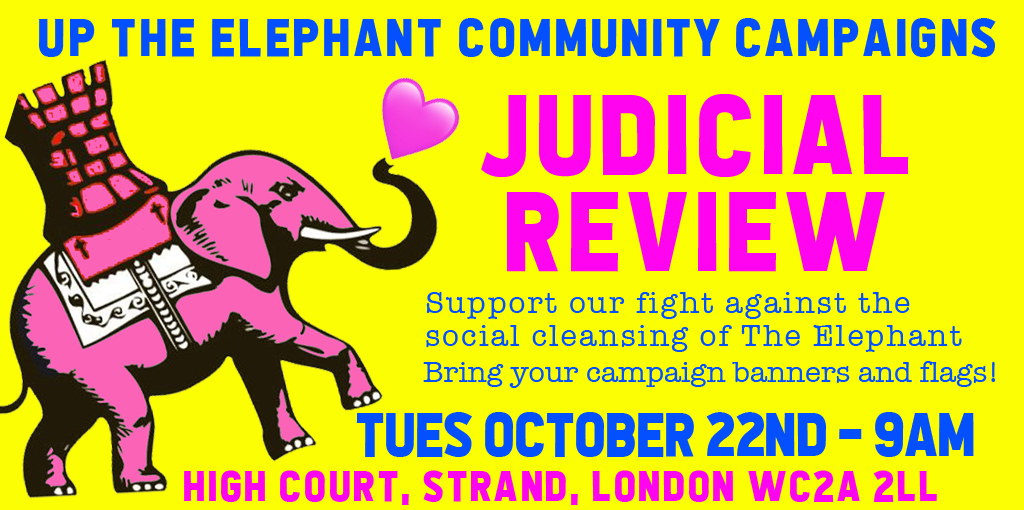 UP THE ELEPHANT COMMUNITY CAMPAIGNS
JUDICIAL
REVIEW
Support our fight against the
social cleansing of The Elephant
Bring your campaign banners and flags!
TUES OCTOBER 22ND - 9AM
HIGH COURT, STRAND, LONDON WC2A 2LL